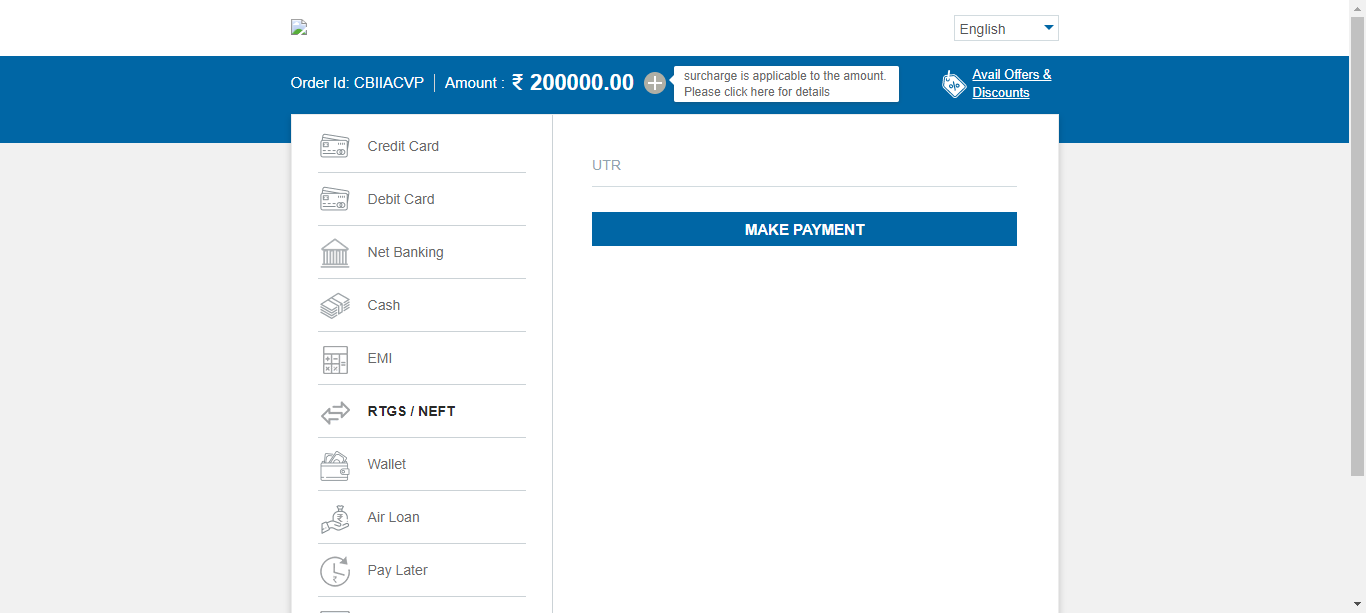 English
Order Id: CBIIACVP
Amount : ₹ 200000.00
surcharge is applicable to the amount.
Please click here for details
Avail Offers &
Discounts
Credit Card
Debit Card
Net Banking
Cash
EMI
RTGS / NEFT
Wallet
Air Loan
Pay Later
UTR
MAKE PAYMENT